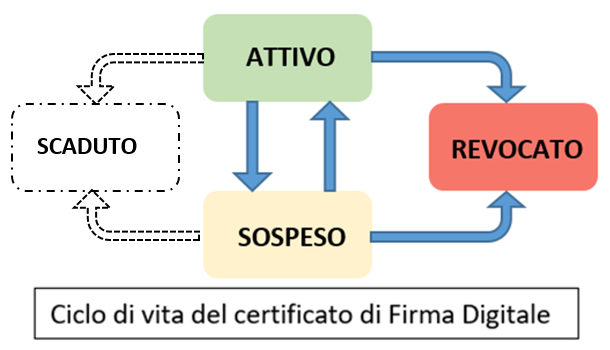 ATTIVO
SCADUTO
REVOCATO
SOSPESO
Ciclo di vita del certificato di Firma Digitale